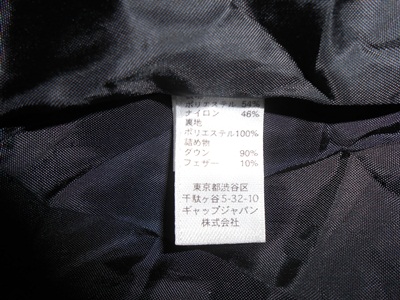 ポリエステル 54%
ナイロン 46%
裏地
ポリエステル100%
詰め物
ダウン 90%
フェザー 10%
東京都渋谷区
千駄ヶ谷5-32-10
ギャップジャパン
株式会社